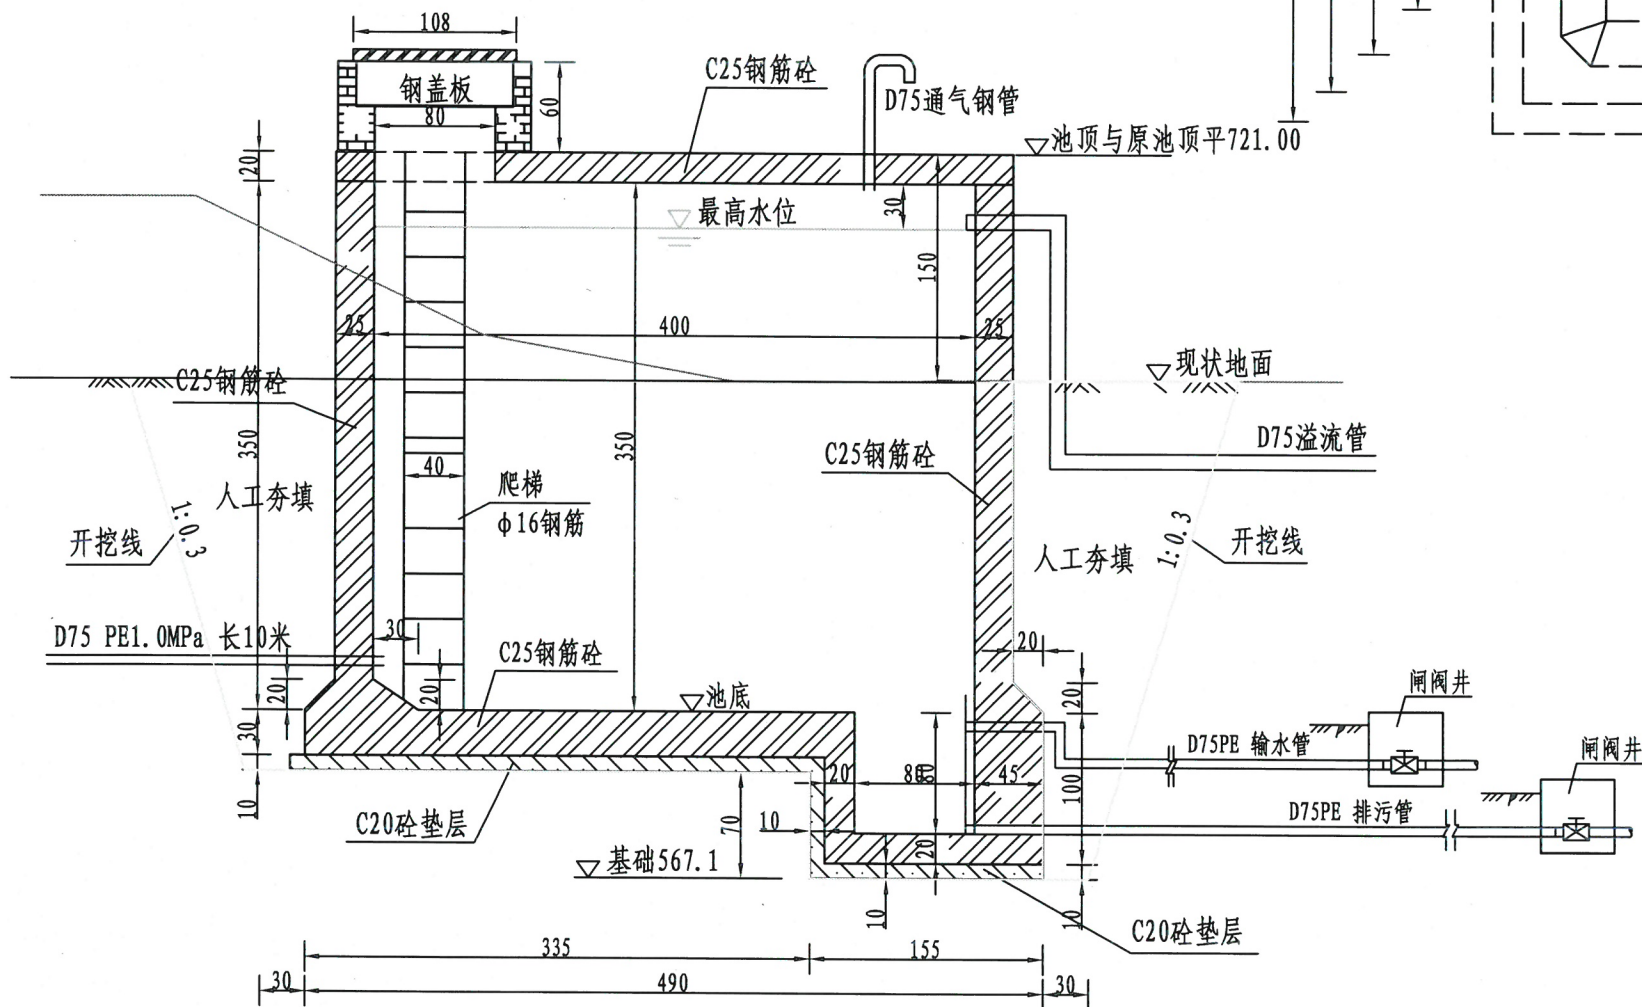 108
钢盖板
C25钢筋砼
D75通气钢管
60
80
池顶与原池顶平721.00
20
30
最高水位
150
25
400
25
现状地面
C25钢筋砼
350
350
D75溢流管
C25钢筋砼
40
爬梯
φ16钢筋
人工夯填
1:0.3
开挖线
人工夯填
1:0.3
开挖线
D75 PE1.0MPa 长10米
30
C25钢筋砼
20
20
20
20
池底
闸阀井
30
D75PE 输水管
闸阀井
20
80
80
45
100
10
C20砼垫层
70
10
D75PE 排污管
20
基础567.1
10
10
C20砼垫层
335
155
30
490
30